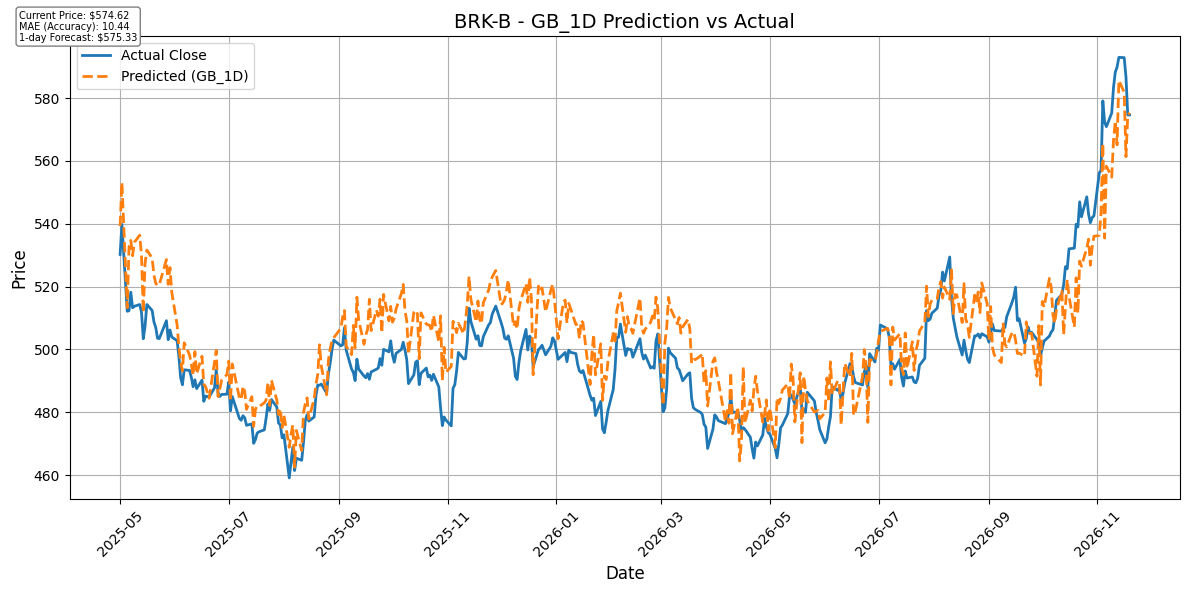 BRK-B - GB_1D Prediction vs Actual
Current Price: $574.62
MAE (Accuracy): 10.44
1-day Forecast: $575.33
Actual Close
Predicted (GB_1D)
Price
580
560
540
520
500
480
460
2025-05
2025-07
2025-09
2025-11
2026-01
2026-03
2026-05
2026-07
2026-09
2026-11
Date